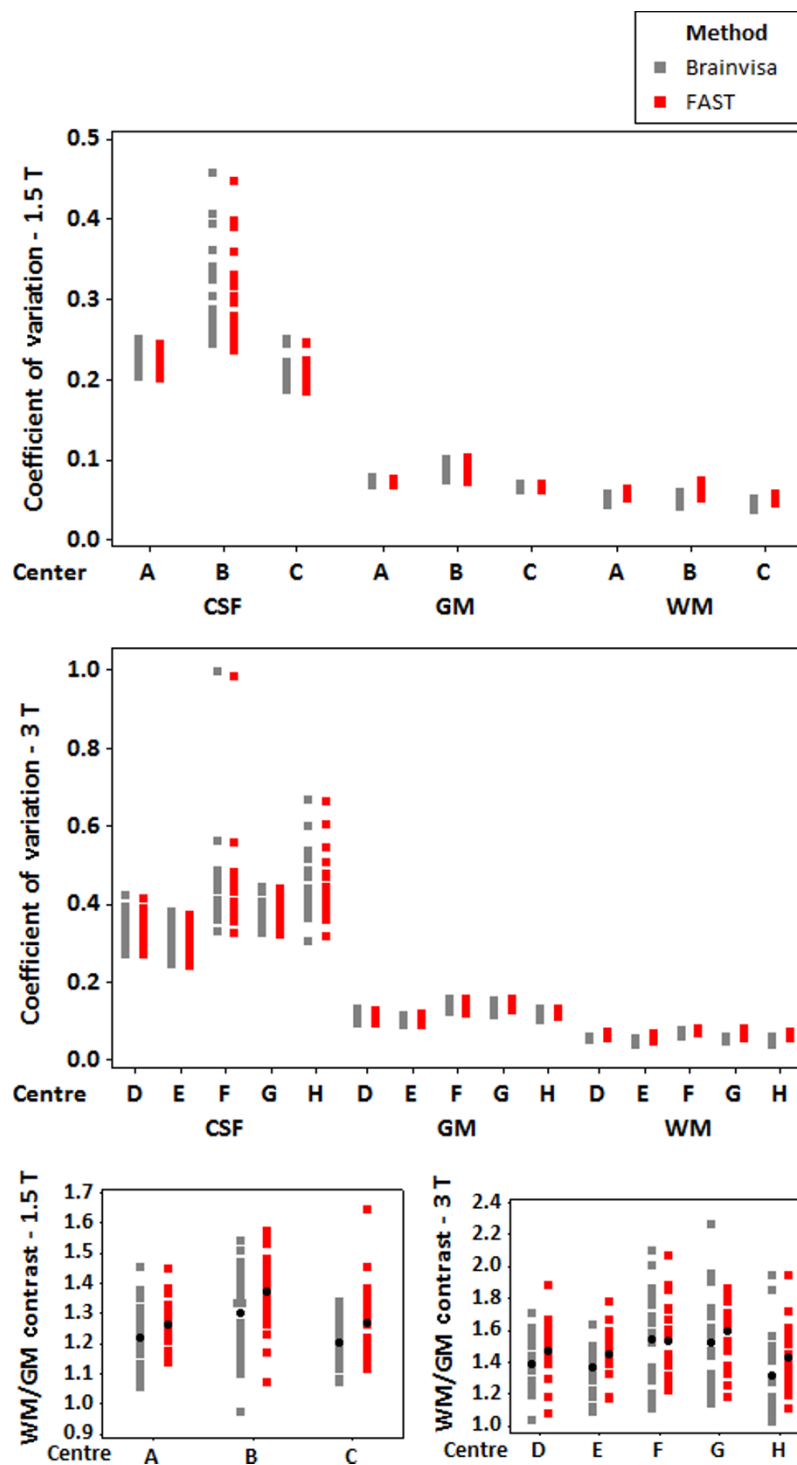 Method
Brainvisa
FAST
Coefficient of variation - 1.5 T
0.5
0.4
0.3
0.2
0.1
0.0
Center A B C A B C A B C
CSF GM WM
Coefficient of variation - 3 T
1.0
0.8
0.6
0.4
0.2
0.0
Centre D E F G H D E F G H D E F G H
CSF GM WM
WM/GM contrast - 1.5 T
1.7
1.6
1.5
1.4
1.3
1.2
1.1
1.0
0.9
Centre A B C
WM/GM contrast - 3 T
2.4
2.2
2.0
1.8
1.6
1.4
1.2
1.0
Centre D E F G H